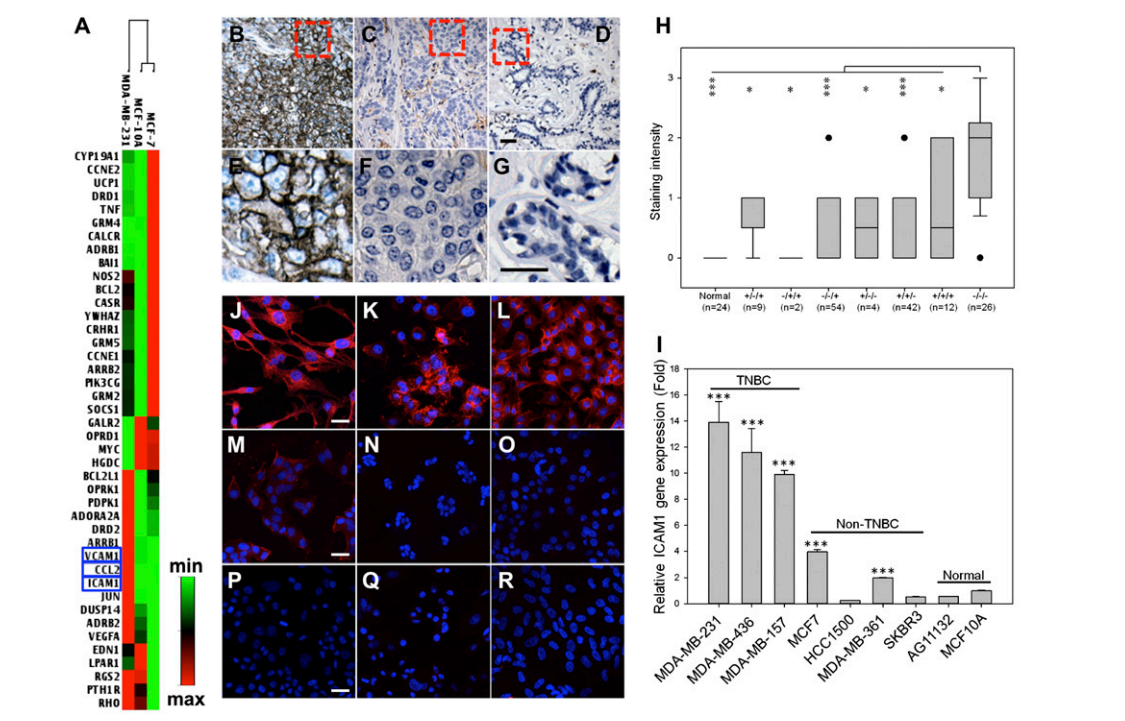 A
MDA-MB-231
MCF-10A
MCF-7
CYP19A1
CCNE2
UCP1
DRD1
TNF
GRM4
CALCR
ADRB1
BAI1
NOS2
BCL2
CASR
YWHAZ
CRHR1
GRM5
CCNE1
ARRB2
PIK3CG
GRM2
SOCS1
GALR2
OPRD1
MYC
HGDC
BCL2L1
OPRK1
PDPK1
ADORA2A
DRD2
ARRB1
VCAM1
CCL2
ICAM1
JUN
DUSP14
ADRB2
VEGFA
EDN1
LPAR1
RGS2
PTH1R
RHO
min
max
B
C
D
E
F
G
J
K
L
M
N
O
P
Q
R
H
Staining intensity
3
2
1
0
***
*
*
***
*
***
*
Normal +/-/+ -/+/+ -/-/+ +/-/- +/+/- +/+/+ -/-/-
(n=24) (n=9) (n=2) (n=54) (n=4) (n=42) (n=12) (n=26)
I
Relative ICAM1 gene expression (Fold)
18
16
14
12
10
8
6
4
2
0
TNBC
***
***
***
Non-TNBC
***
***
Normal
MDA-MB-231
MDA-MB-436
MDA-MB-157
MCF7
HCC1500
MDA-MB-361
SKBR3
AG11132
MCF10A